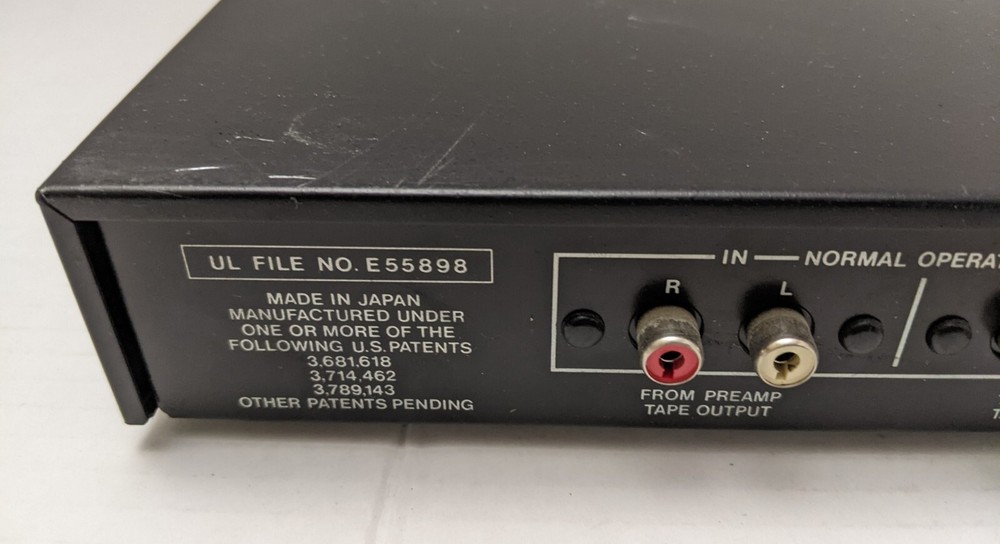 UL FILE NO. E55898
MADE IN JAPAN
MANUFACTURED UNDER
ONE OR MORE OF THE
FOLLOWING U.S. PATENTS
3,681.618
3,714,462
3,789,143
OTHER PATENTS PENDING
IN NORMAL
R L
FROM PREAMP
TAPE OUTPUT